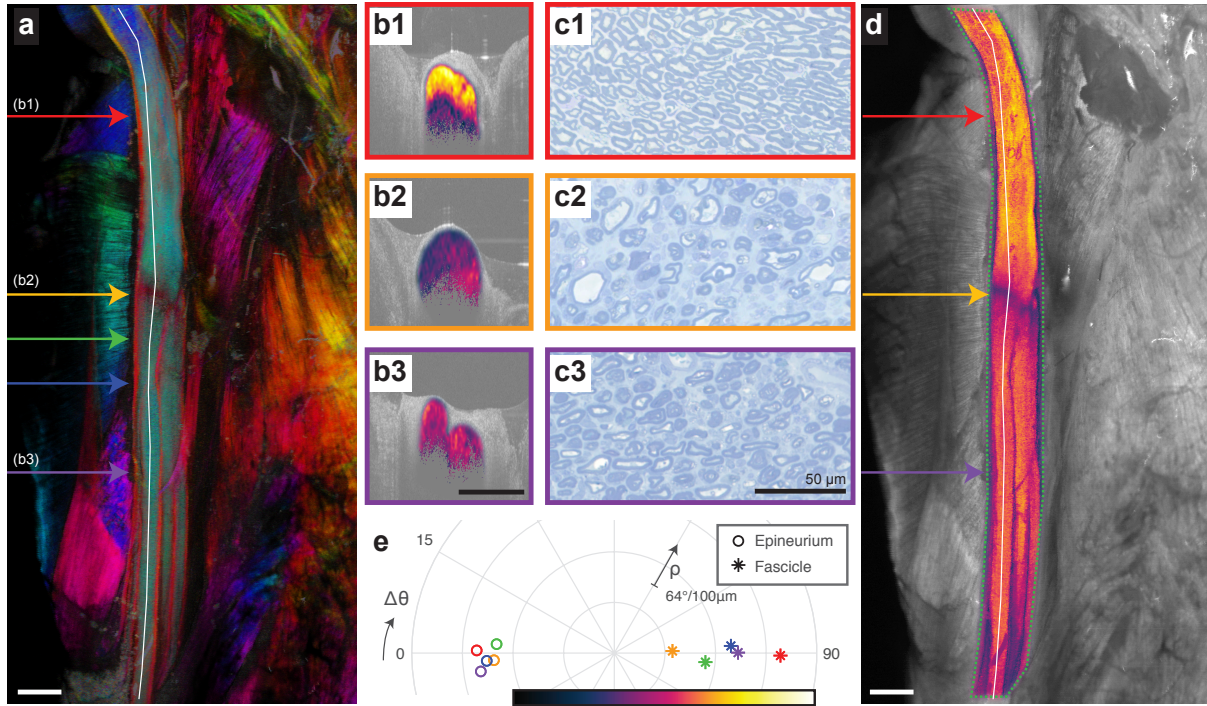 a
(b1)
(b2)
(b3)
b1
c1
b2
c2
b3
c3
50 µm
d
e
15
Δθ
0
ρ
64°/100µm
Epineurium
Fascicle
90